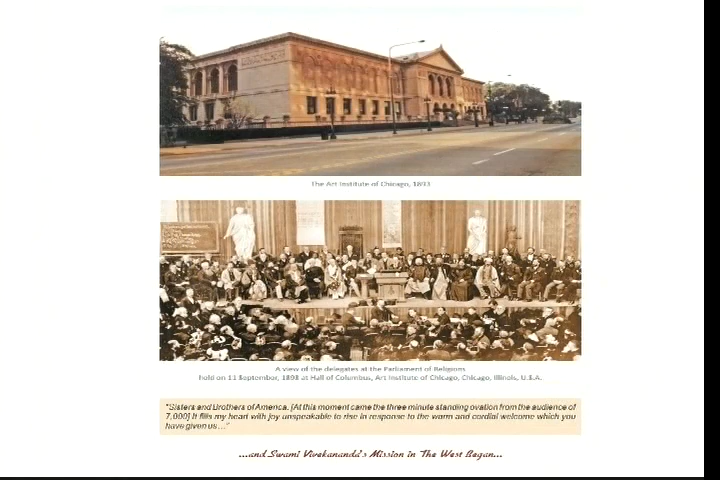 The Art Institute of Chicago, 1893
A view of the delegates at the Parliament of Religions
held on 11 September, 1893 at Hall of Columbus, Art Institute of Chicago, Chicago, Illinois, U.S.A.
"Sisters and Brothers of America. [At this moment came the three minute standing ovation from the audience of
7,000] It fills my heart with joy unspeakable to rise in response to the warm and cordial welcome which you
have given us..."
...and Swami Vivekananda's Mission in The West Began...